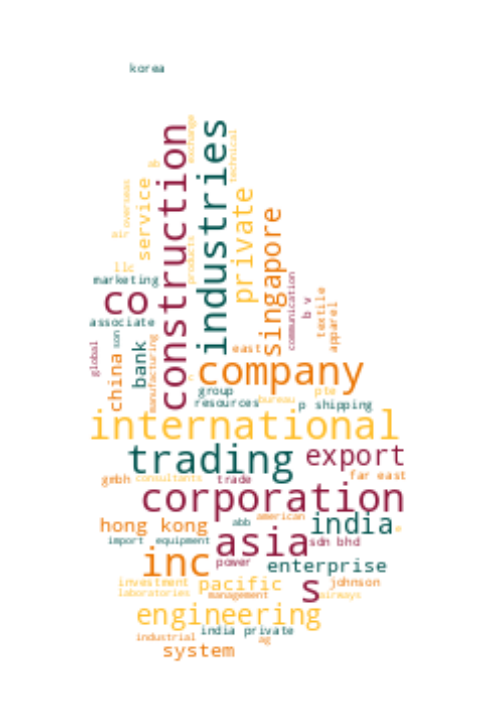 korea
construction
industries
exchange
technical
ab
overseas
service
private
air
singapore
llc
products
marketing
communication
co
b v
textile
apparel
associate
son
bank
manufacturing
global
china
east
company
group
resources
bureau
pte
p shipping
international
trading
export
gmbh
consultants
trade
far east
corporation
hong kong
abb
american
india
e
import
equipment
asia
sdn bhd
inc
power
enterprise
investment
pacific
s
johnson
laboratories
management
airways
engineering
industrial
india private
ag
system